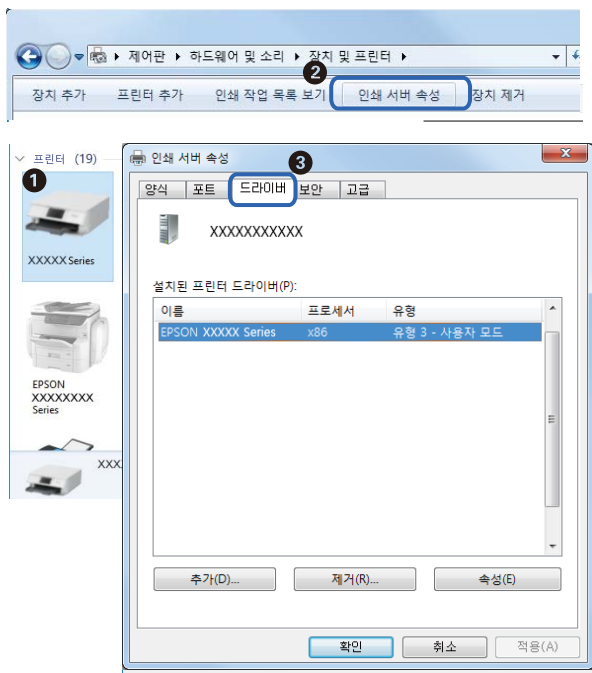 제어판 ▸ 하드웨어 및 소리 ▸ 장치 및 프린터 ▸
2
장치 추가 프린터 추가 인쇄 작업 목록 보기 인쇄 서버 속성 장치 제거
프린터 (19)
1
XXXXX Series
EPSON
XXXXXXXX
Series
XXX
인쇄 서버 속성
3
양식 포트 드라이버 보안 고급
XXXXXXXXXXX
설치된 프린터 드라이버(P):
이름 프로세서 유형
EPSON XXXXX Series x86 유형 3 - 사용자 모드
추가(D)... 제거(R)... 속성(E)
확인 취소 적용(A)